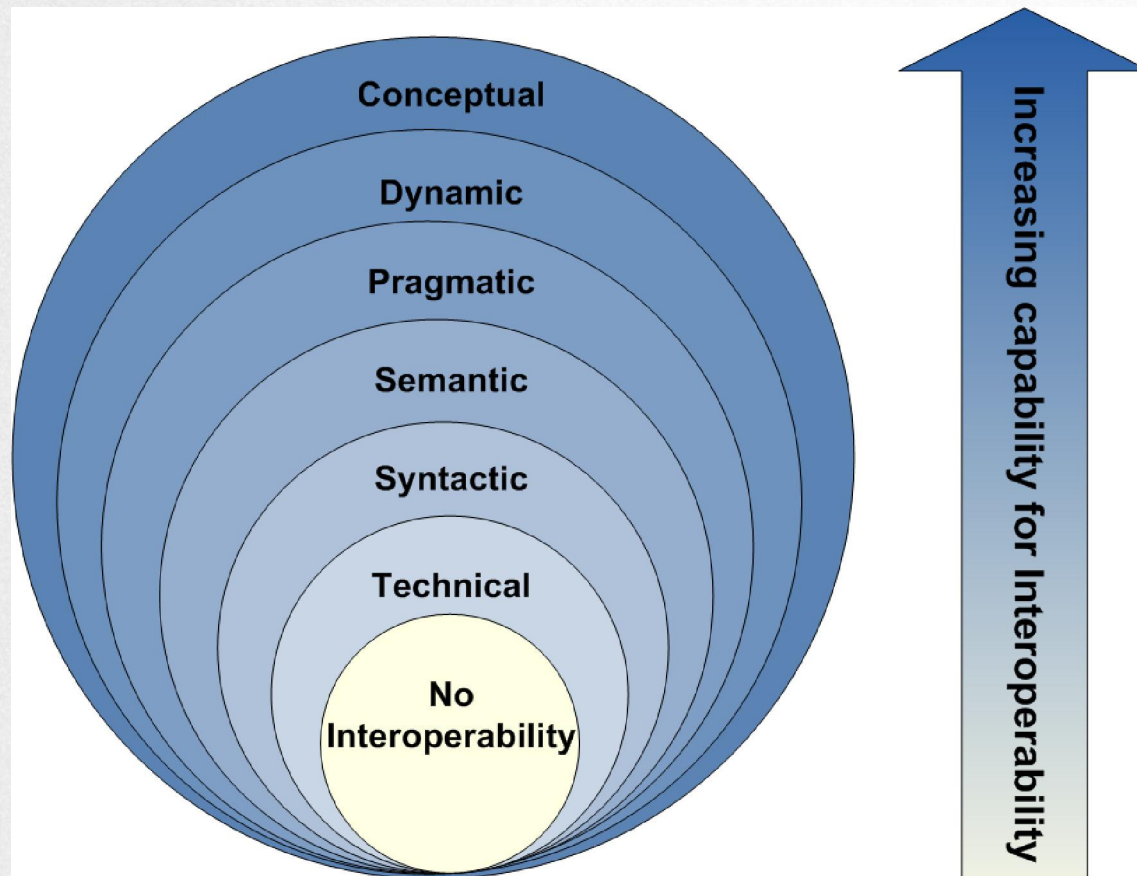 Conceptual
Dynamic
Pragmatic
Semantic
Syntactic
Technical
No
Interoperability
Increasing capability for Interoperability